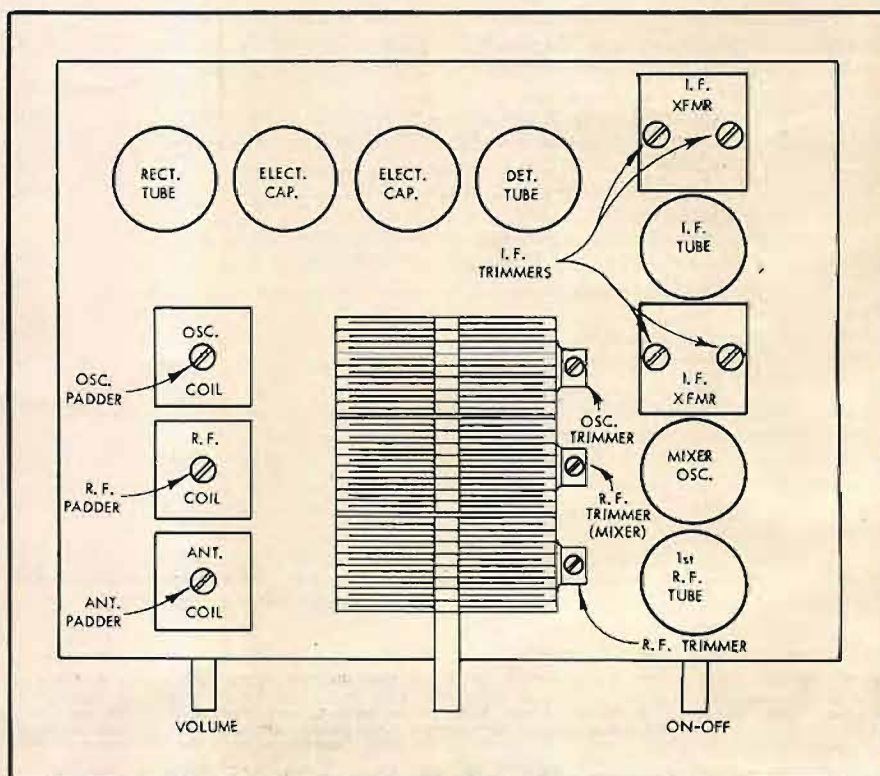 I. F.
XFMR
RECT.
TUBE
ELECT.
CAP.
ELECT.
CAP.
DET.
TUBE
I. F.
TRIMMERS
I. F.
TUBE
I. F.
XFMR
OSC.
COIL
OSC.
PADDER
OSC.
TRIMMER
R. F.
COIL
R. F.
PADDER
R. F.
TRIMMER
(MIXER)
MIXER
OSC.
ANT.
COIL
ANT.
PADDER
1st
R. F.
TUBE
R. F. TRIMMER
VOLUME
ON-OFF